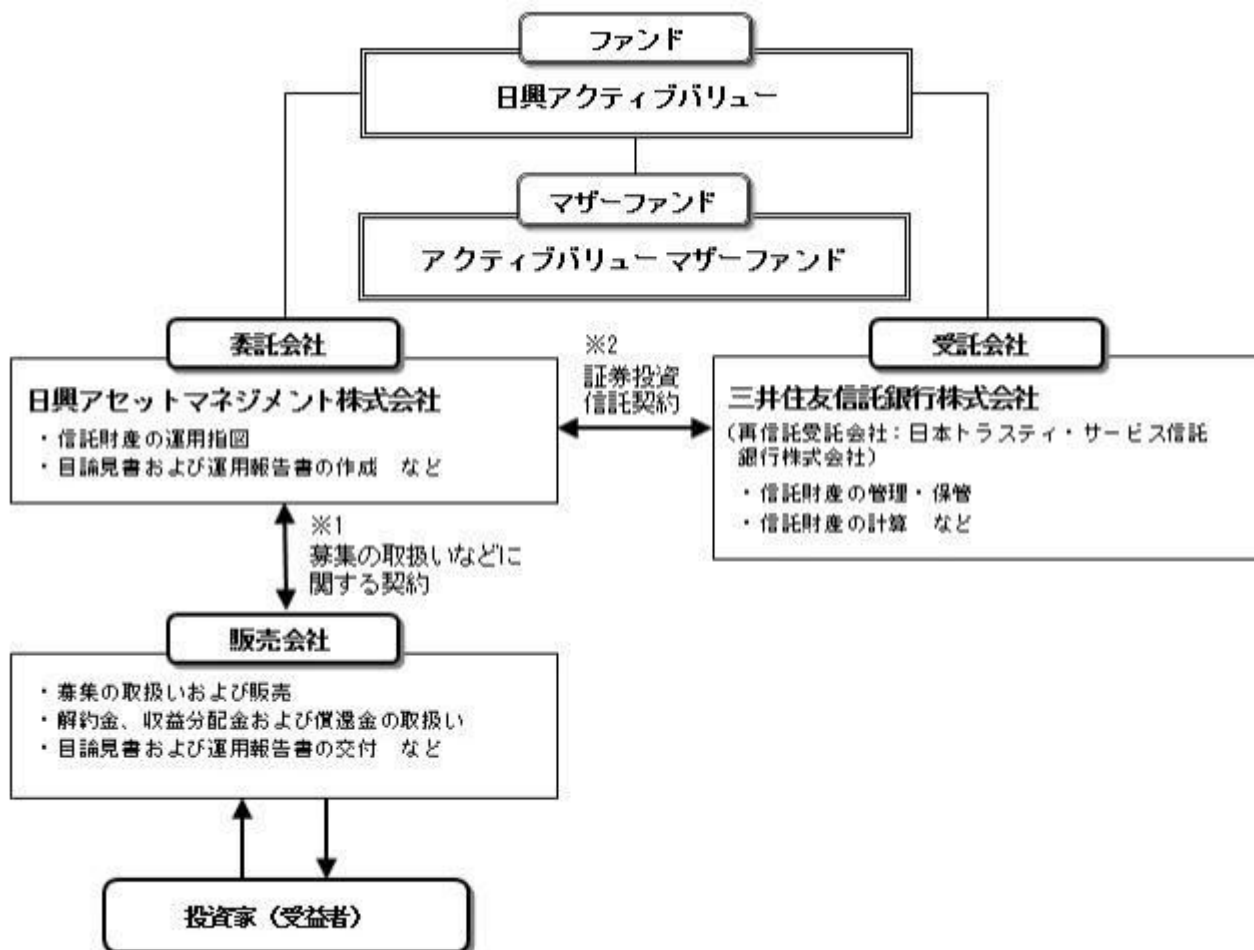 ファンド
日興アクティブバリュー
マザーファンド
アクティブバリュー マザーファンド
委託会社
日興アセットマネジメント株式会社
・信託財産の運用指図
・目論見書および運用報告書の作成　など
※2
証券投資
信託契約
受託会社
三井住友信託銀行株式会社
（再信託受託会社：日本トラスティ・サービス信託
銀行株式会社）
・信託財産の管理・保管
・信託財産の計算　など
※1
募集の取扱いなどに
関する契約
販売会社
・募集の取扱いおよび販売
・解約金、収益分配金および償還金の取扱い
・目論見書および運用報告書の交付　など
投資家（受益者）